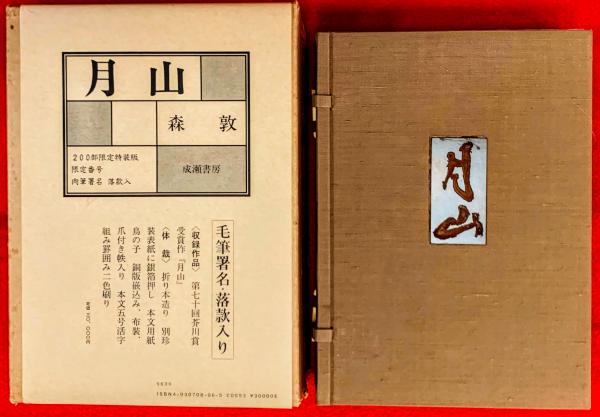 月山
森敦
200部限定特装版
限定番号
肉筆署名 落款入
成瀬書房
毛筆署名・落款入り
〈収録作品〉 第七十回芥川賞
受賞作『月山』
〈体 裁〉 折り本造り 別珍
装表紙に銀箔押し 本文用紙
鳥の子 銅版嵌込み、布装、
爪付き帙入り 本文五号活字
組み罫囲み二色刷り
5630
月山